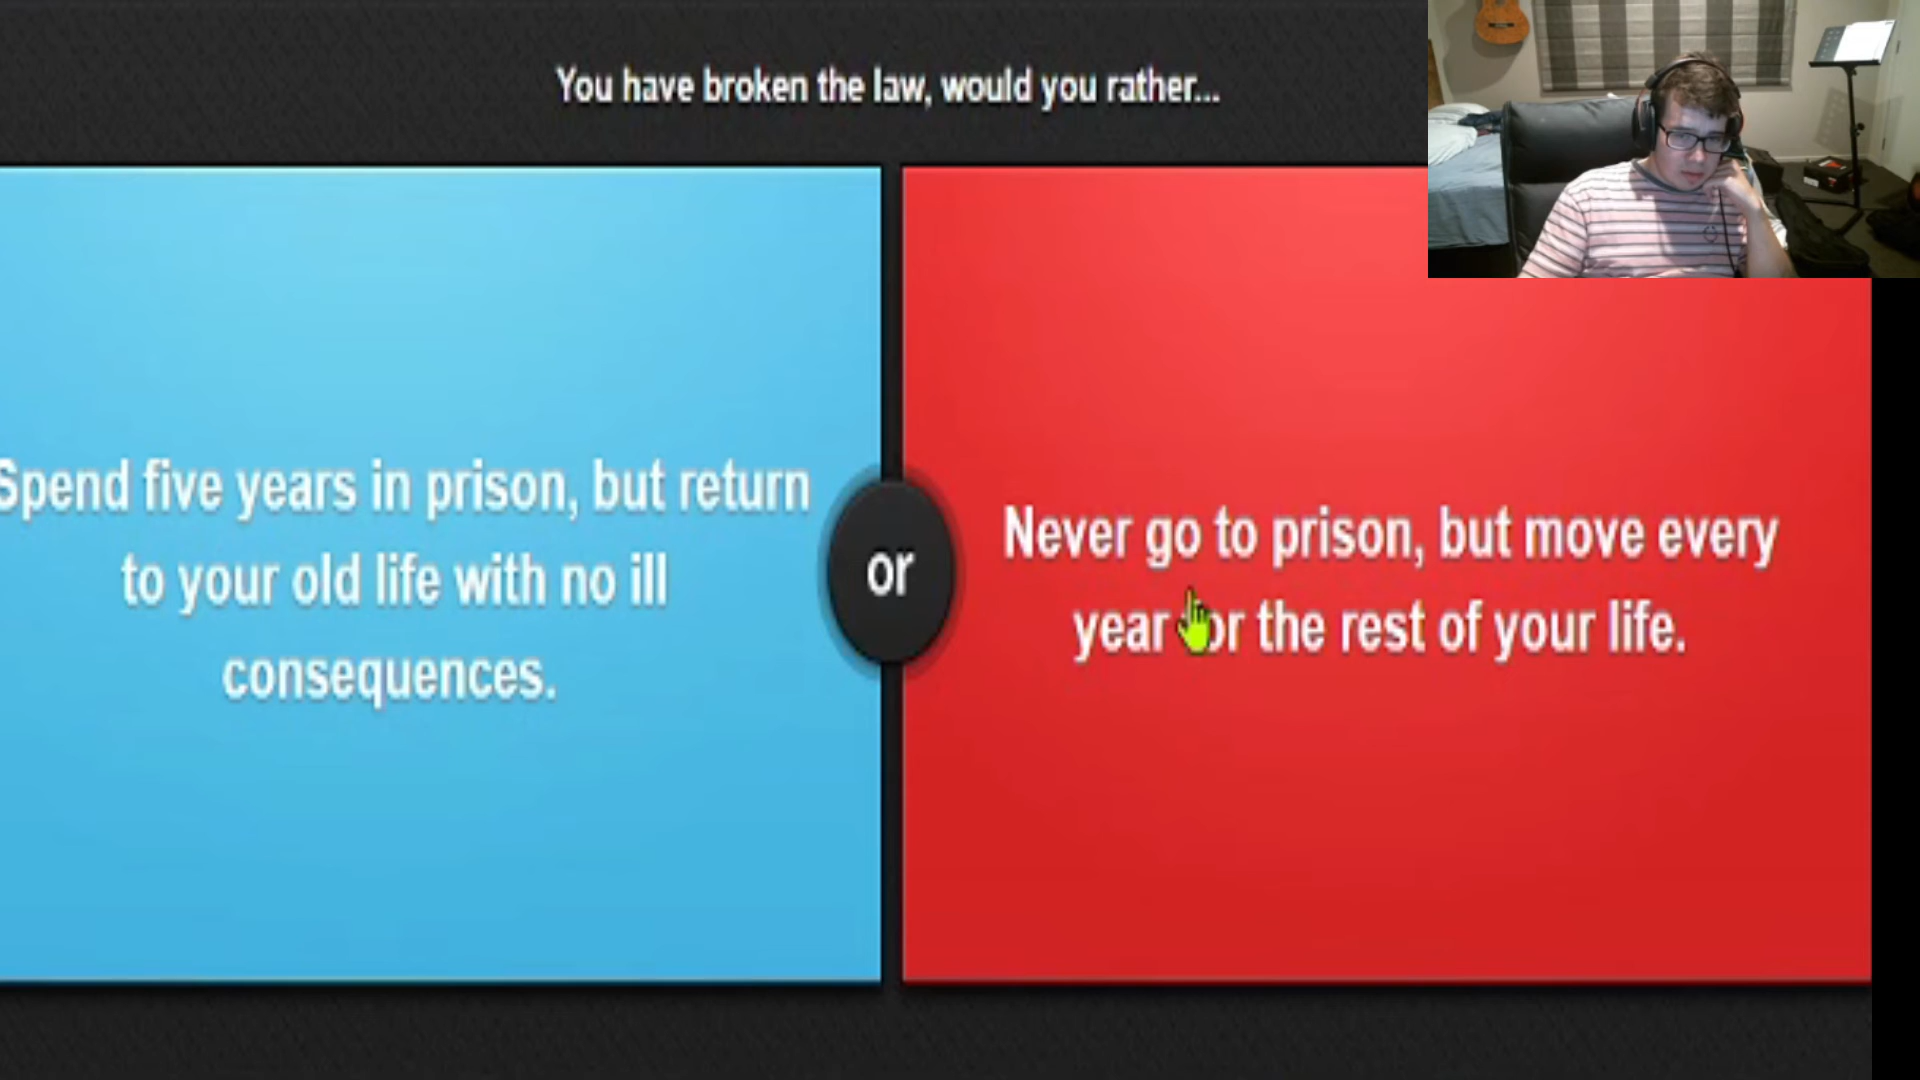 You have broken the law, would you rather...
Spend five years in prison, but return
to your old life with no ill
consequences.
or
Never go to prison, but move every
year for the rest of your life.